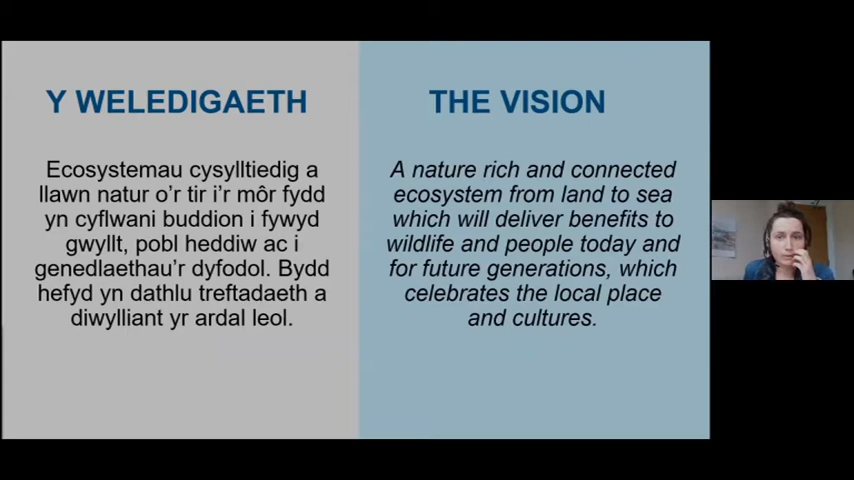 Y WELEDIGAETH
Ecosystemau cysylltiedig a
llawn natur o'r tir i'r môr fydd
yn cyflwani buddion i fywyd
gwyllt, pobl heddiw ac i
genedlaethau'r dyfodol. Bydd
hefyd yn dathlu treftadaeth a
diwylliant yr ardal leol.
THE VISION
A nature rich and connected
ecosystem from land to sea
which will deliver benefits to
wildlife and people today and
for future generations, which
celebrates the local place
and cultures.